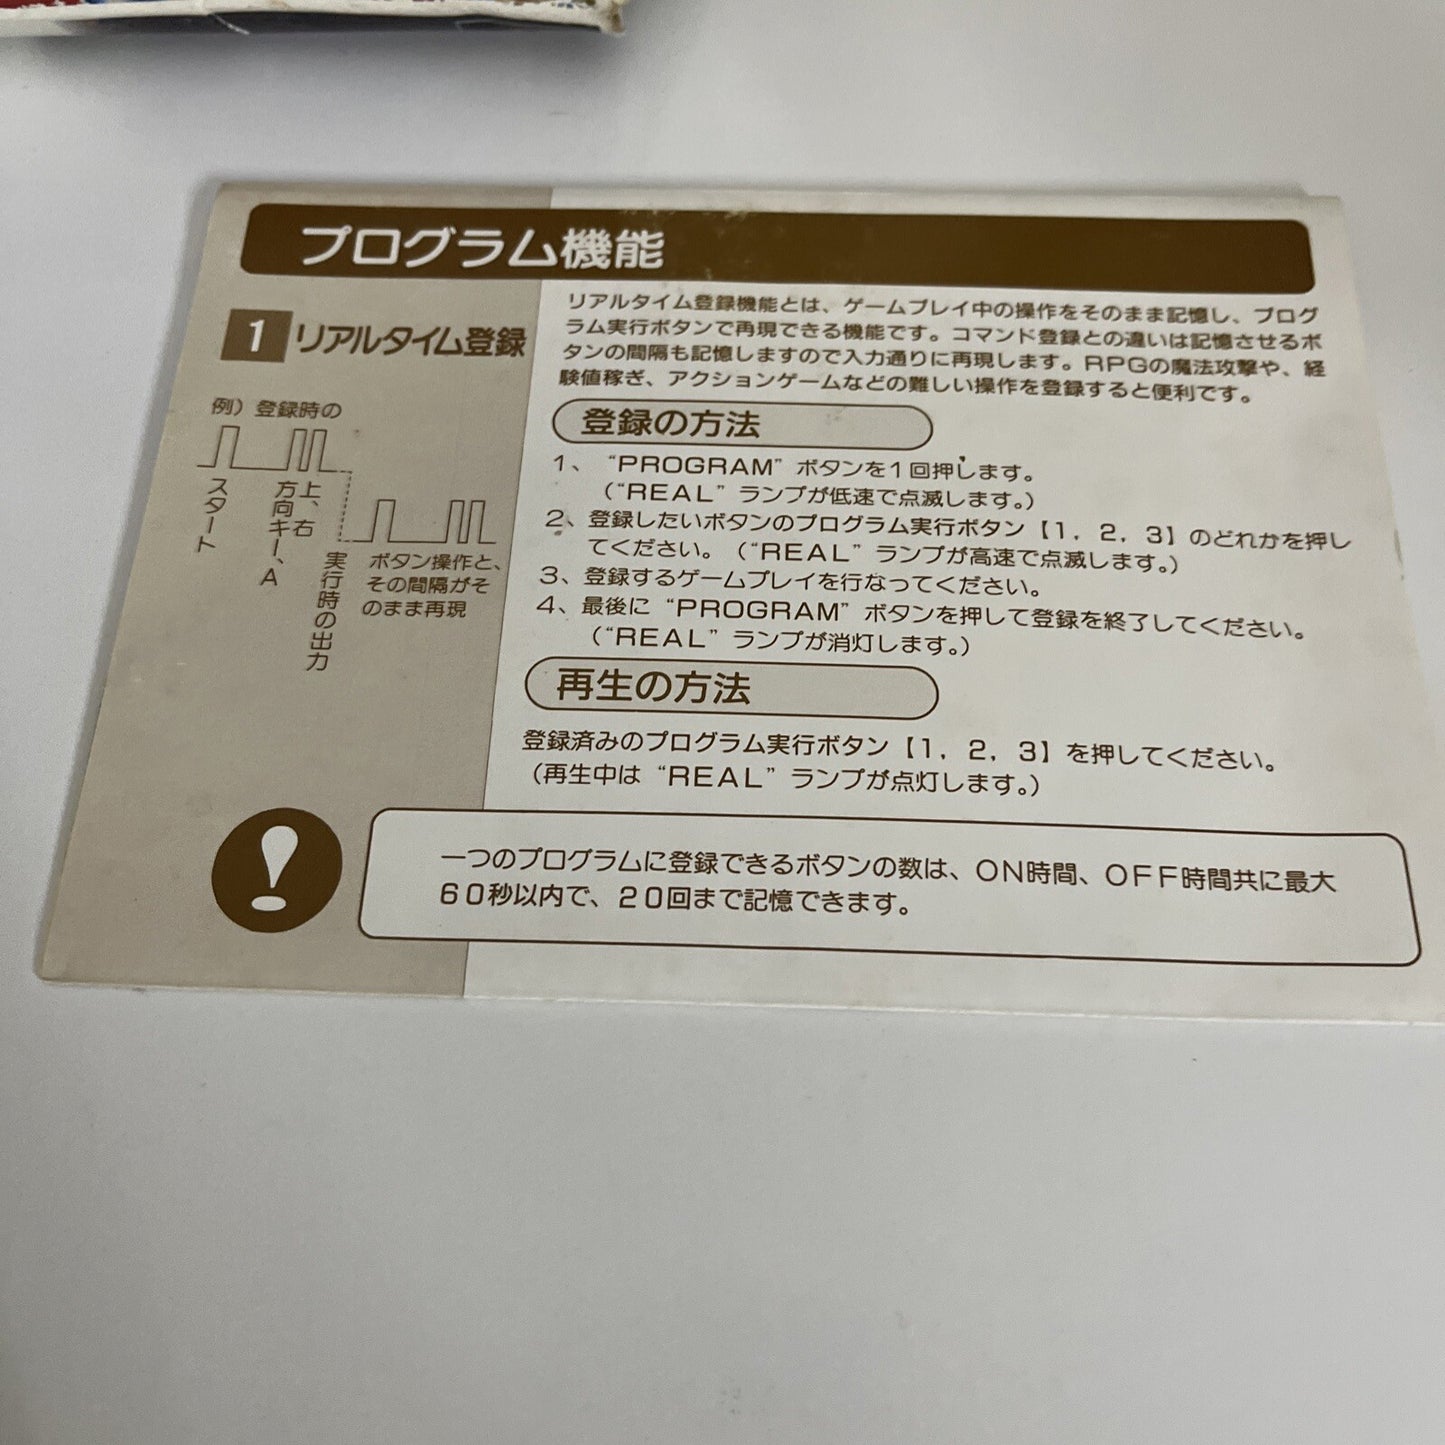 プログラム機能
1 リアルタイム登録
リアルタイム登録機能とは、ゲームプレイ中の操作をそのまま記憶し、プログ
ラム実行ボタンで再現できる機能です。コマンド登録との違いは記憶させるボ
タンの間隔も記憶しますので入力通りに再現します。RPGの魔法攻撃や、経
験値稼ぎ、アクションゲームなどの難しい操作を登録すると便利です。
例）登録時の
スタート
上、右
方向キー、A
実行時の出力
ボタン操作と、
その間隔がそ
のまま再現
登録の方法
1、“PROGRAM”ボタンを1回押します。
（“REAL”ランプが低速で点滅します。）
2、登録したいボタンのプログラム実行ボタン【1，2，3】のどれかを押し
てください。（“REAL”ランプが高速で点滅します。）
3、登録するゲームプレイを行なってください。
4、最後に“PROGRAM”ボタンを押して登録を終了してください。
（“REAL”ランプが消灯します。）
再生の方法
登録済みのプログラム実行ボタン【1，2，3】を押してください。
（再生中は“REAL”ランプが点灯します。）
一つのプログラムに登録できるボタンの数は、ON時間、OFF時間共に最大
60秒以内で、20回まで記憶できます。